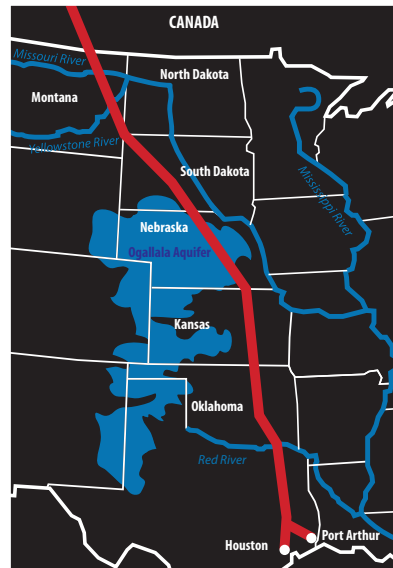 CANADA
Missouri River
North Dakota
Montana
Yellowstone River
South Dakota
Mississippi River
Nebraska
Ogallala Aquifer
Kansas
Oklahoma
Red River
Port Arthur
Houston